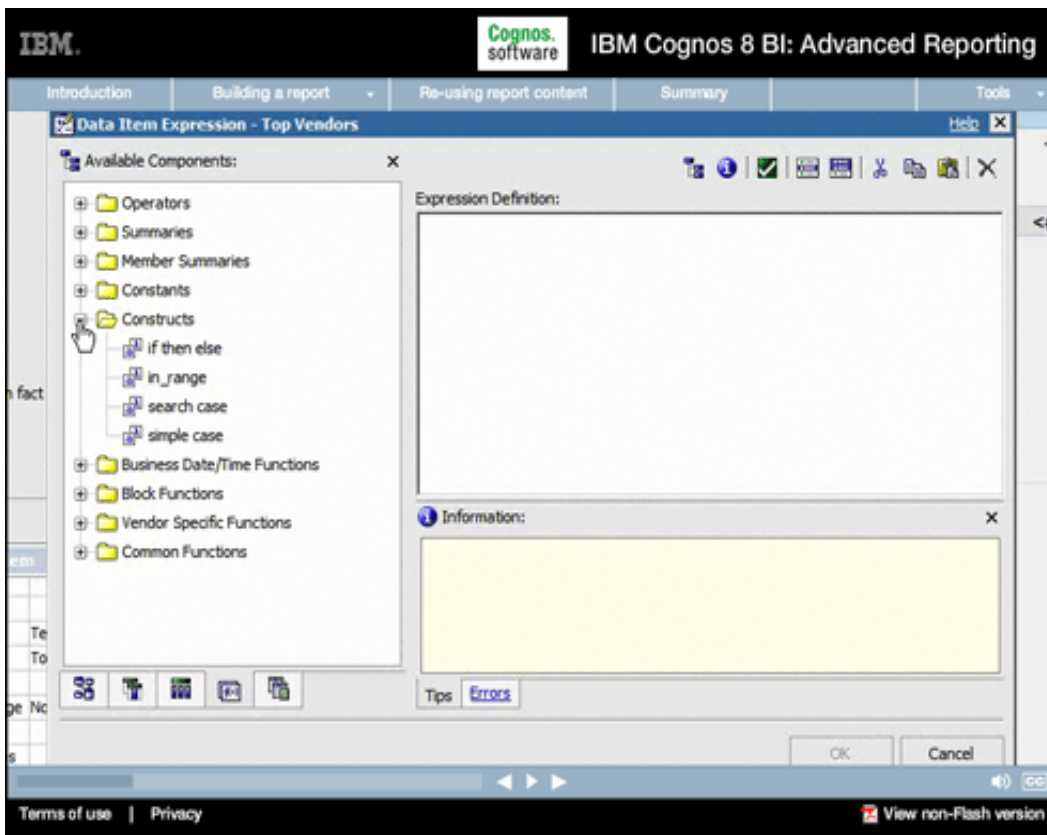 IBM.
Cognos.
software
IBM Cognos 8 BI: Advanced Reporting
Introduction
Building a report
Re-using report content
Summary
Tools
Data Item Expression - Top Vendors
Help
Available Components:
Operators
Summaries
Member Summaries
Constants
Constructs
if then else
in_range
search case
simple case
Business Date/Time Functions
Block Functions
Vendor Specific Functions
Common Functions
Expression Definition:
Information:
Tips
Errors
OK
Cancel
fact
Te
To
CC
Terms of use | Privacy
View non-Flash version